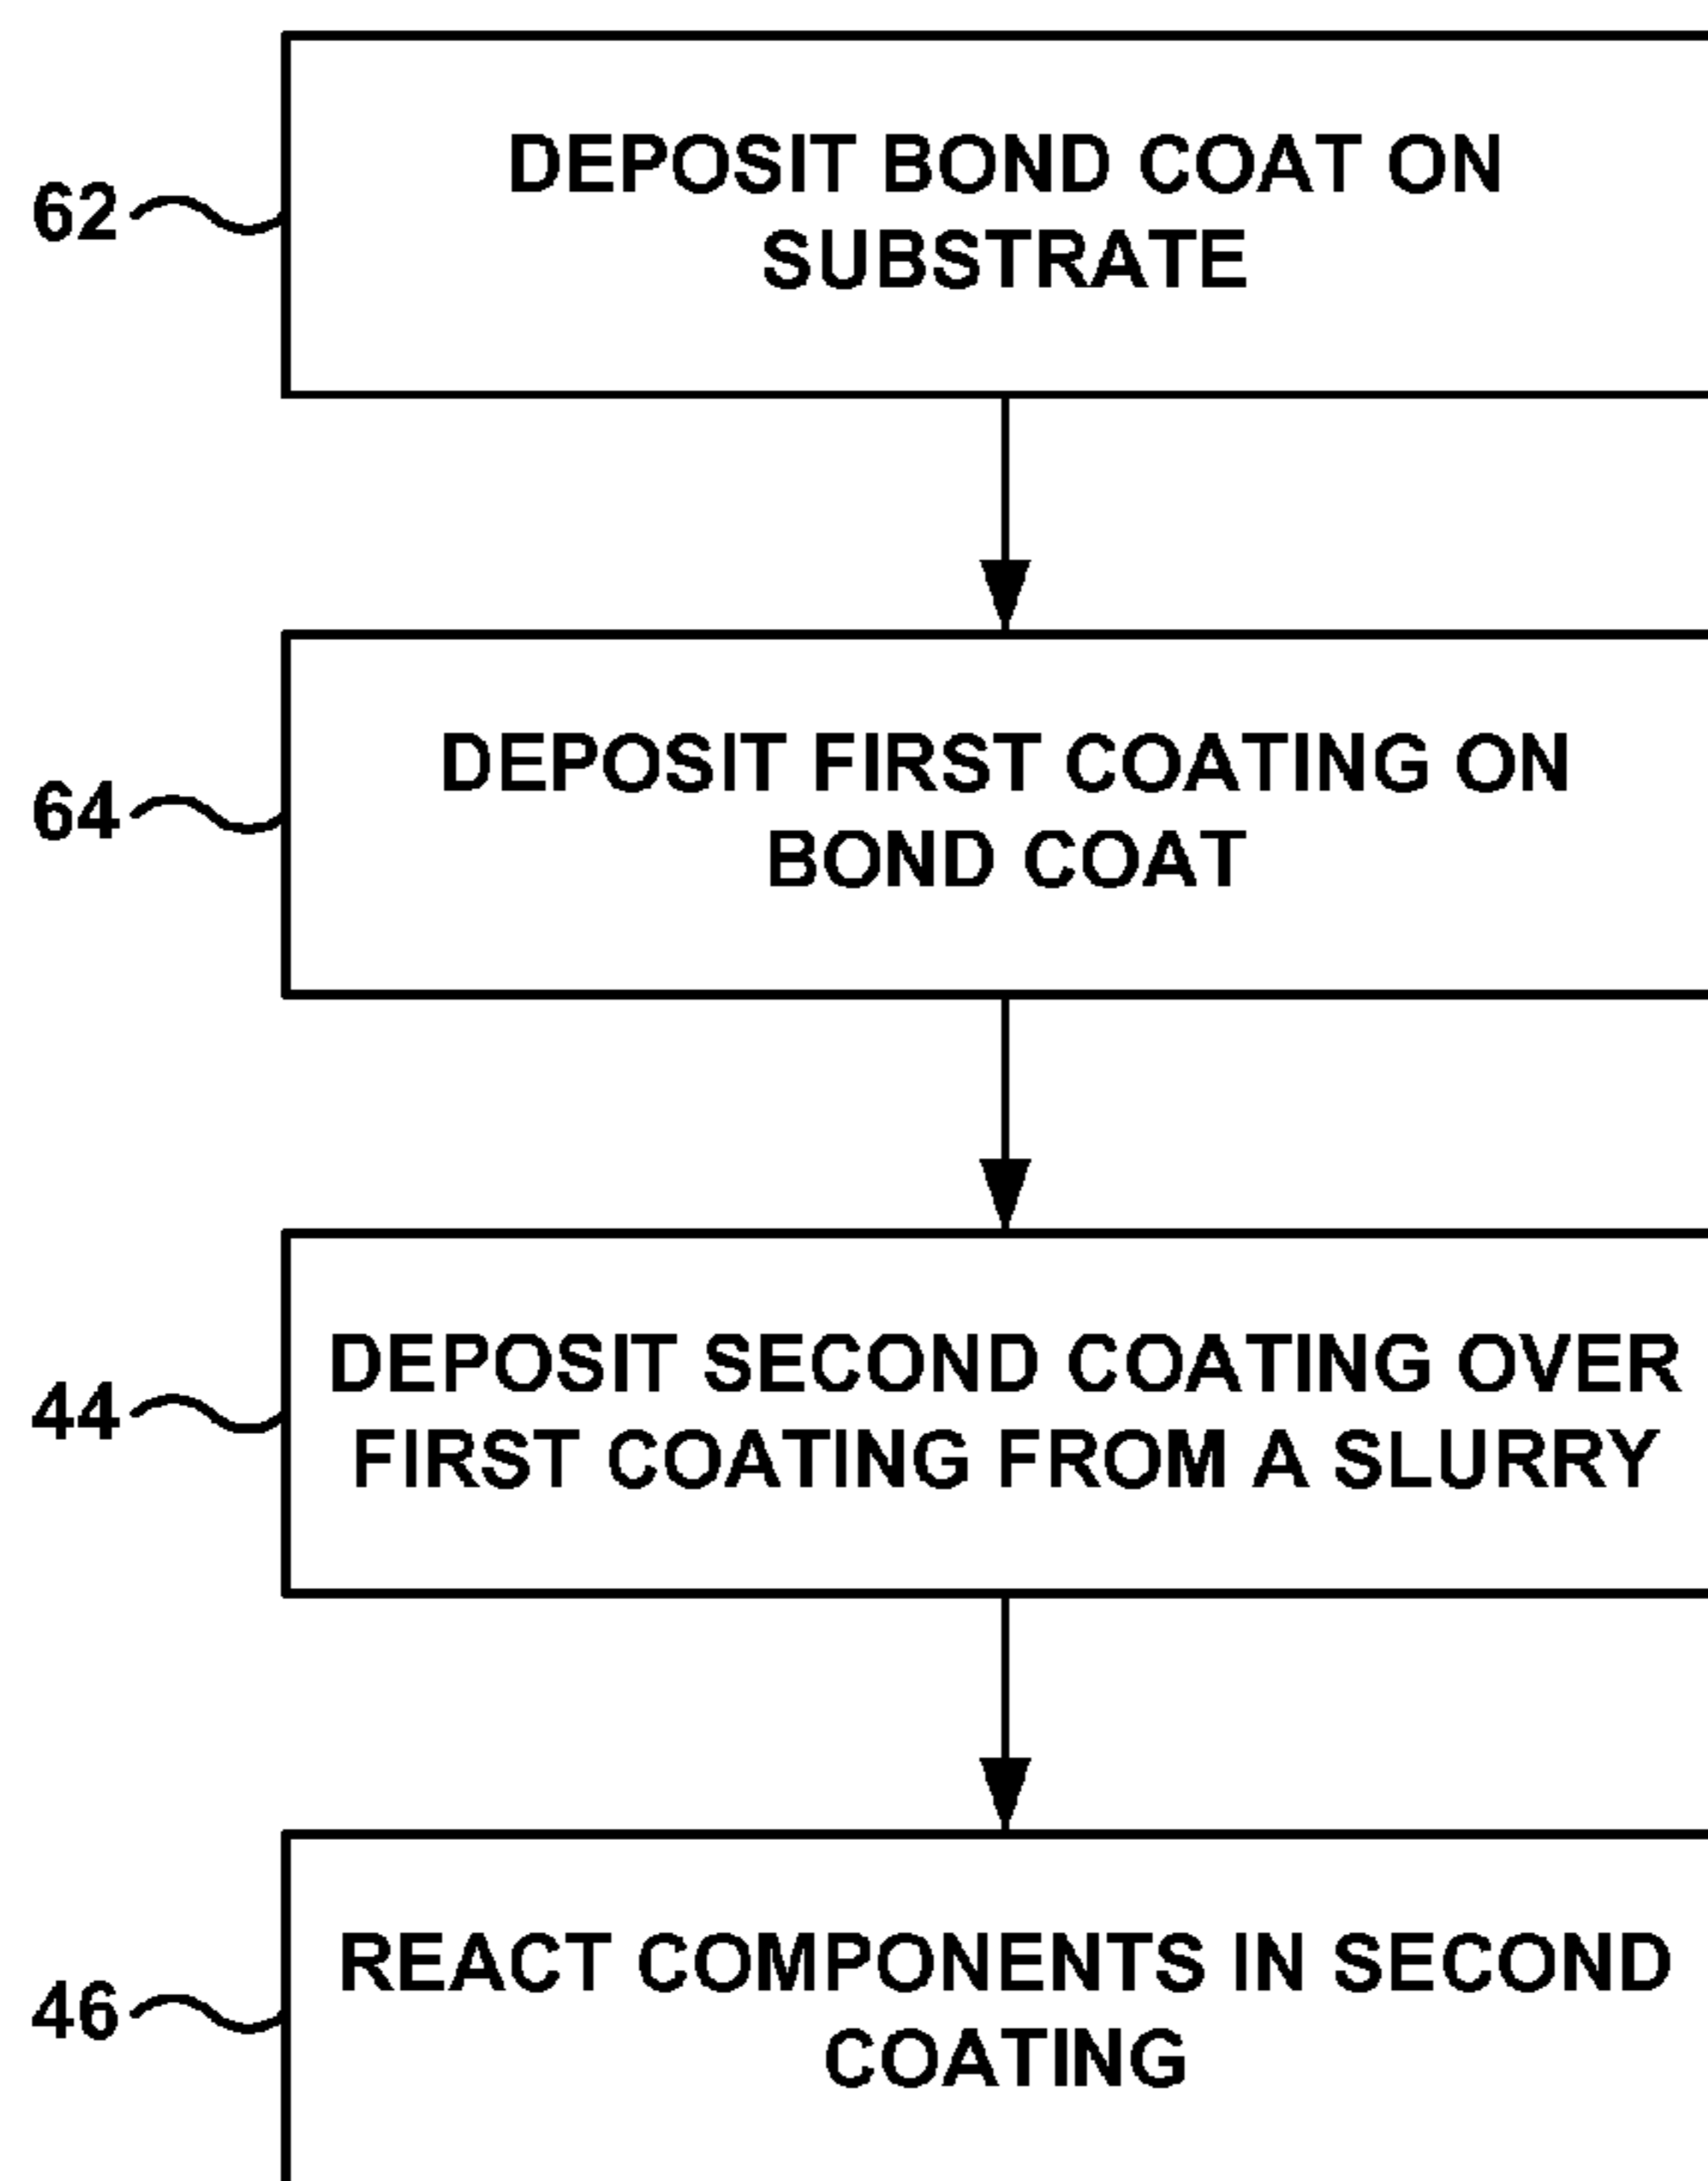 62
DEPOSIT BOND COAT ON
SUBSTRATE
64
DEPOSIT FIRST COATING ON
BOND COAT
44
DEPOSIT SECOND COATING OVER
FIRST COATING FROM A SLURRY
46
REACT COMPONENTS IN SECOND
COATING